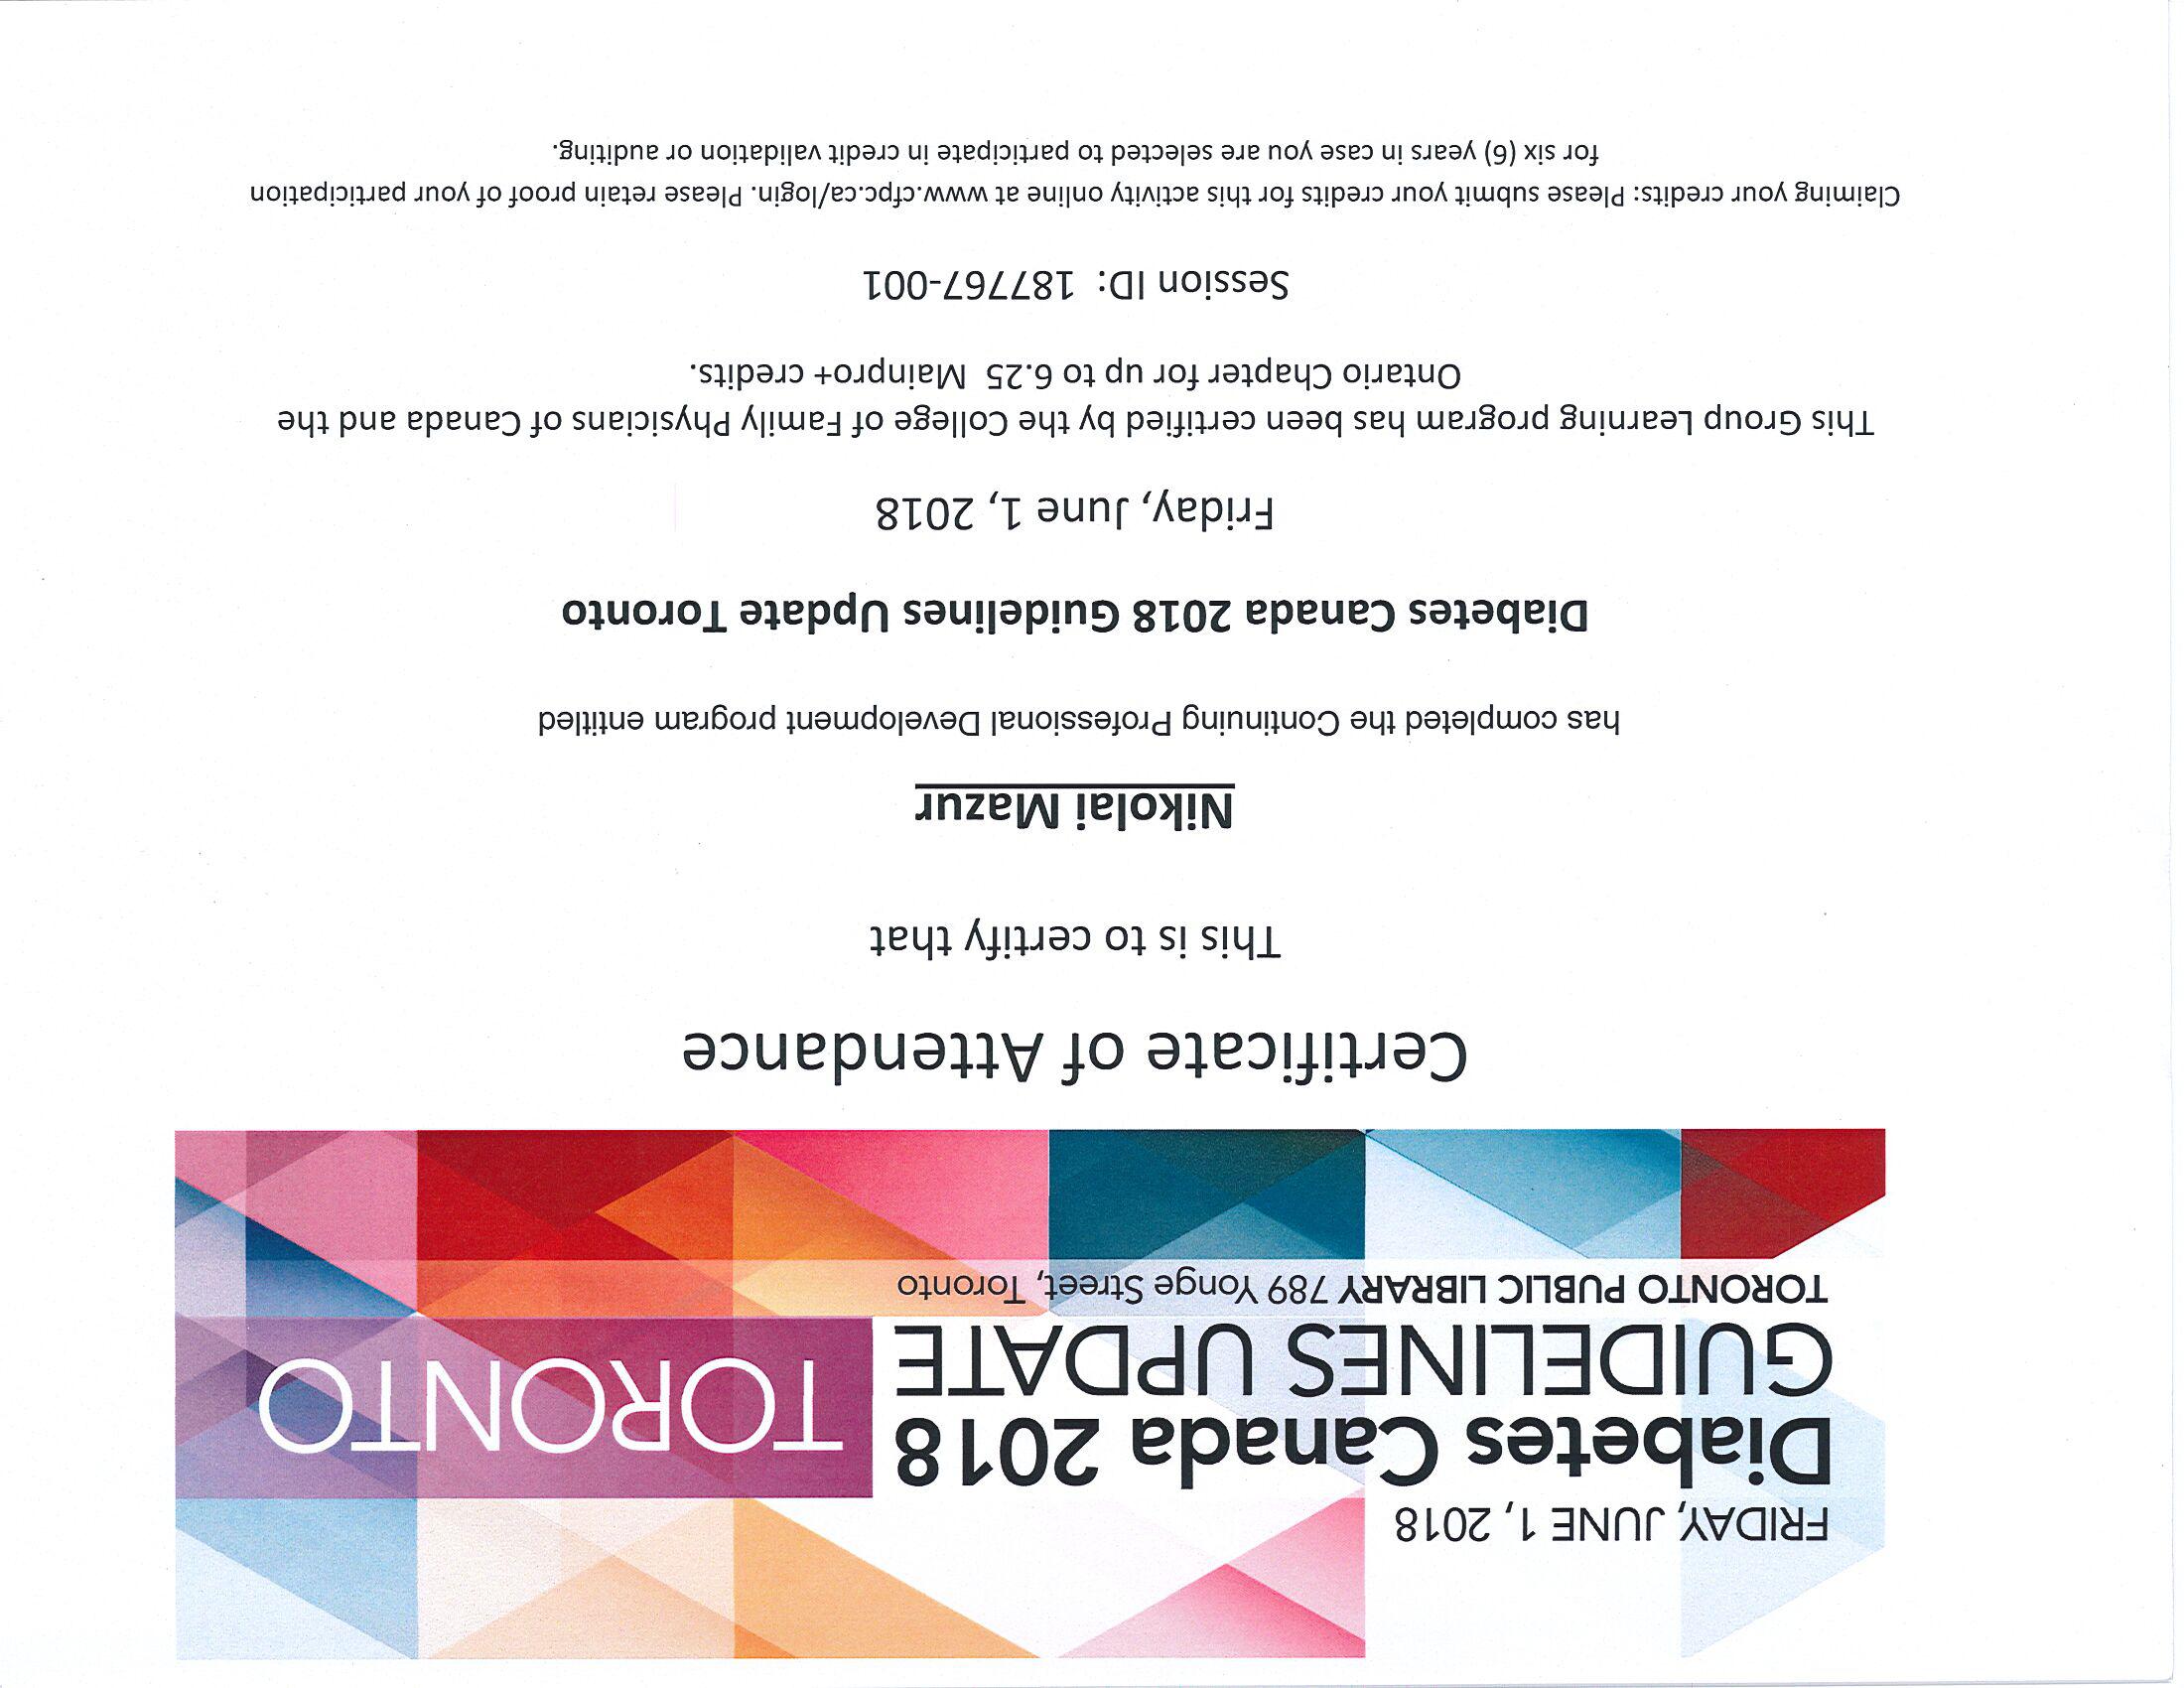 FRIDAY, JUNE 1, 2018
Diabetes Canada 2018
GUIDELINES UPDATE
TORONTO
TORONTO PUBLIC LIBRARY 789 Yonge Street, Toronto
Certificate of Attendance
This is to certify that
Nikolai Mazur
has completed the Continuing Professional Development program entitled
Diabetes Canada 2018 Guidelines Update Toronto
Friday, June 1, 2018
This Group Learning program has been certified by the College of Family Physicians of Canada and the
Ontario Chapter for up to 6.25  Mainpro+ credits.
Session ID:  187767-001
Claiming your credits: Please submit your credits for this activity online at www.cfpc.ca/login. Please retain proof of your participation
for six (6) years in case you are selected to participate in credit validation or auditing.